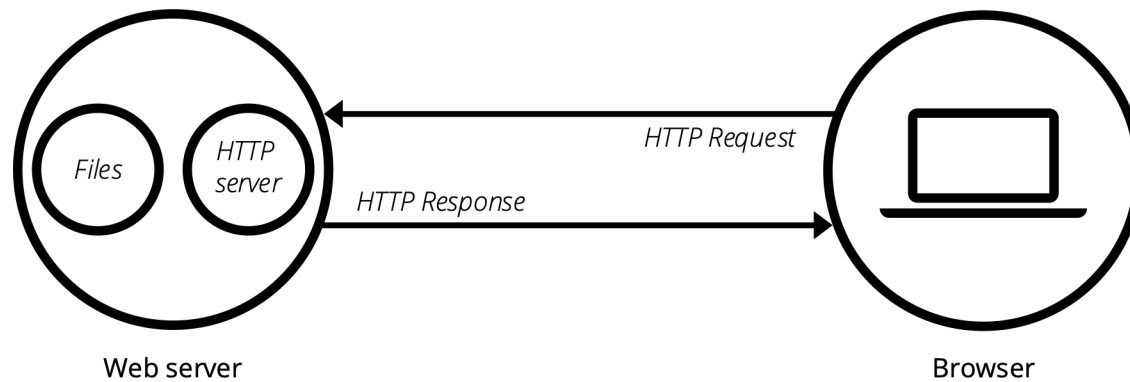 HTTP Request
Files
HTTP
server
HTTP Response
Web server
Browser